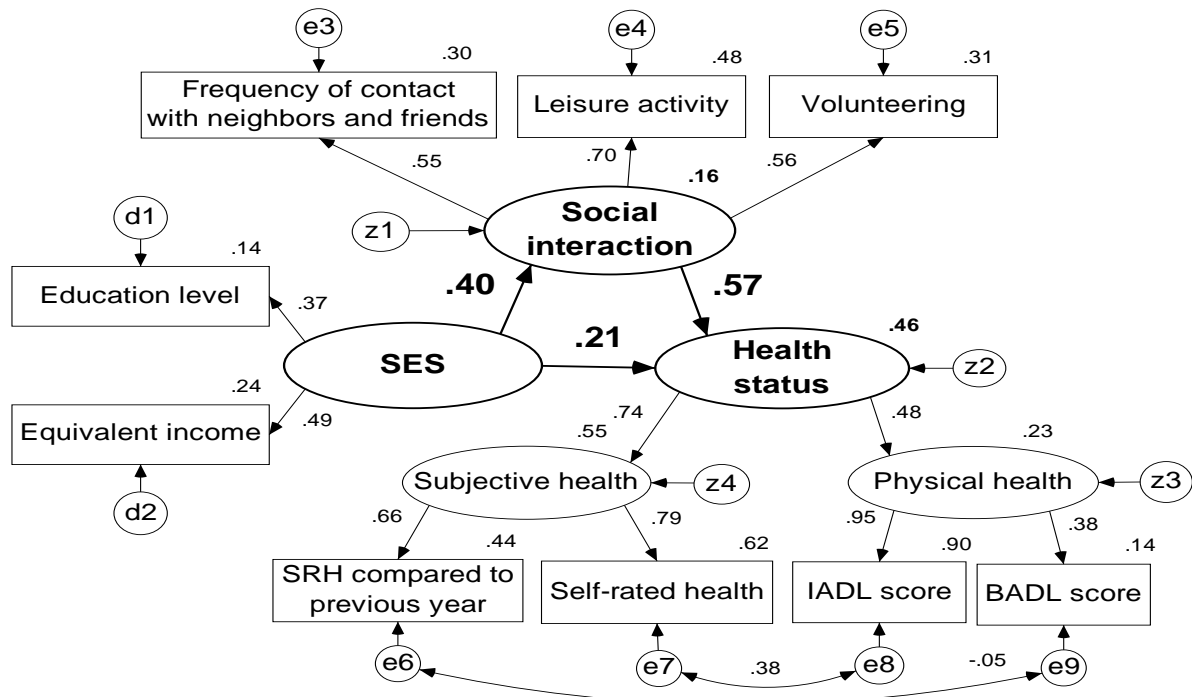 e3
e4
e5
.30
.48
.31
Frequency of contact
with neighbors and friends
Leisure activity
Volunteering
.55
.70
.56
.16
d1
z1
Social
interaction
.14
Education level
.37
.40
.57
SES
.21
.46
Health
status
z2
.24
Equivalent income
.49
.74
.48
.55
.23
d2
Subjective health
z4
Physical health
z3
.66
.79
.95
.38
.44
.62
.90
.14
SRH compared to
previous year
Self-rated health
IADL score
BADL score
e6
e7
.38
e8
-.05
e9